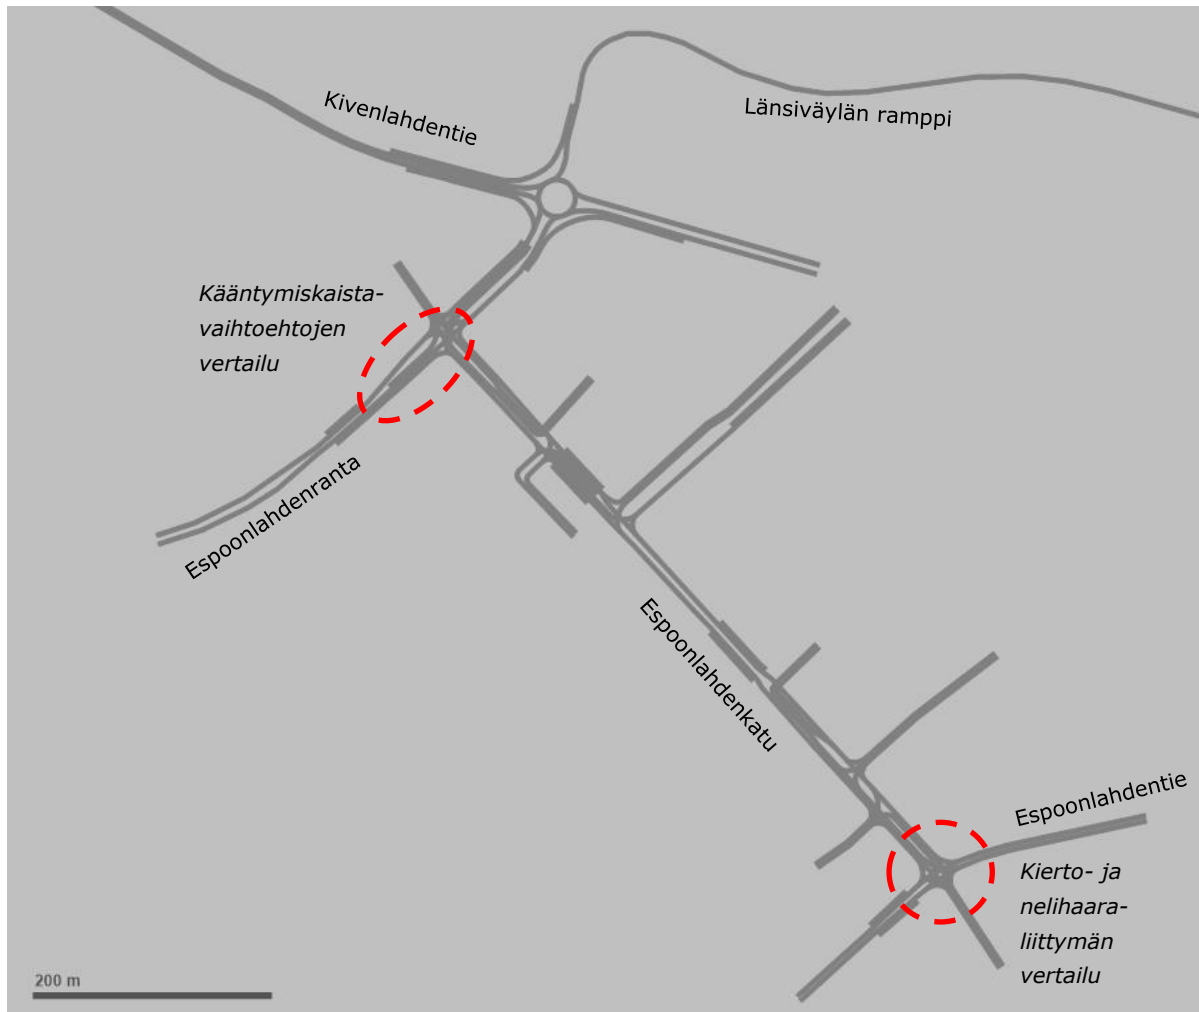 Kivenlahdentie
Länsiväylän ramppi
Kääntymiskaista-
vaihtoehtojen
vertailu
Espoonlahdenranta
Espoonlahdenkatu
Espoonlahdentie
Kierto- ja
nelihaara-
liittymän
vertailu
200 m